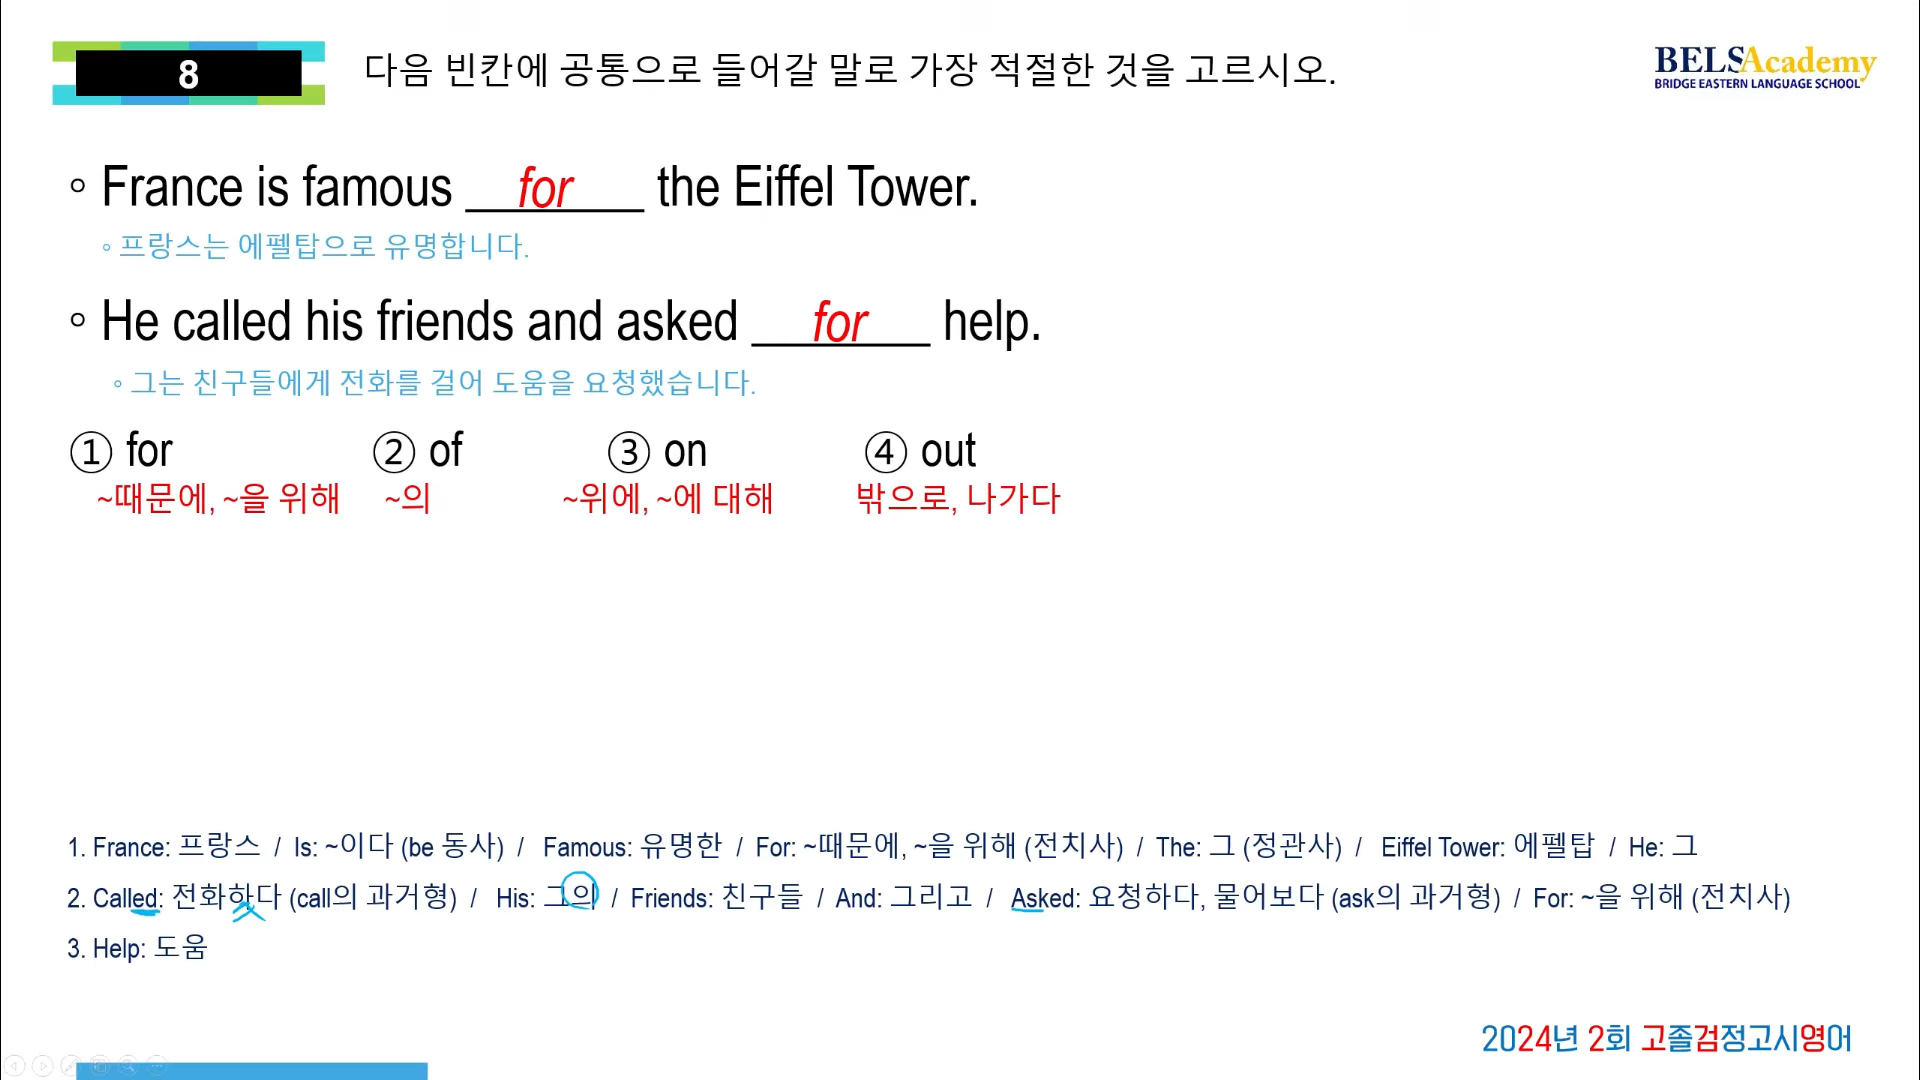 8
다음 빈칸에 공통으로 들어갈 말로 가장 적절한 것을 고르시오.
BELSAcademy
BRIDGE EASTERN LANGUAGE SCHOOL
◦ France is famous for the Eiffel Tower.
◦ 프랑스는 에펠탑으로 유명합니다.
◦ He called his friends and asked for help.
◦ 그는 친구들에게 전화를 걸어 도움을 요청했습니다.
① for ② of ③ on ④ out
~때문에, ~을 위해 ~의 ~위에, ~에 대해 밖으로, 나가다
1. France: 프랑스 / Is: ~이다 (be 동사) / Famous: 유명한 / For: ~때문에, ~을 위해 (전치사) / The: 그 (정관사) / Eiffel Tower: 에펠탑 / He: 그
2. Called: 전화하다 (call의 과거형) / His: 그의 / Friends: 친구들 / And: 그리고 / Asked: 요청하다, 물어보다 (ask의 과거형) / For: ~을 위해 (전치사)
3. Help: 도움
2024년 2회 고졸검정고시영어